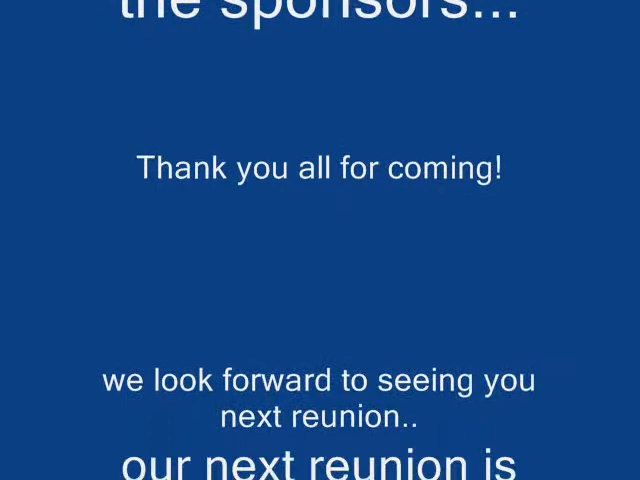 the sponsors...
Thank you all for coming!
we look forward to seeing you
next reunion..
our next reunion is